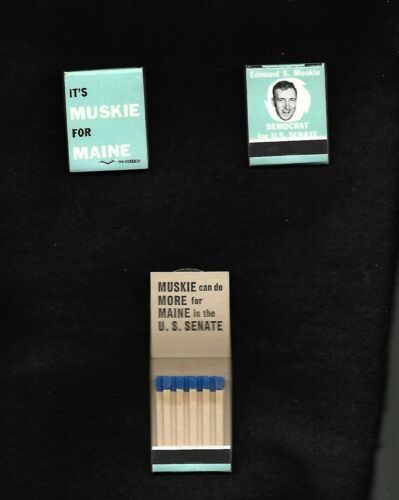 IT'S
MUSKIE
FOR
MAINE
Edmund S. Muskie
DEMOCRAT
for U.S. SENATE
MUSKIE can do
MORE for
MAINE in the
U. S. SENATE